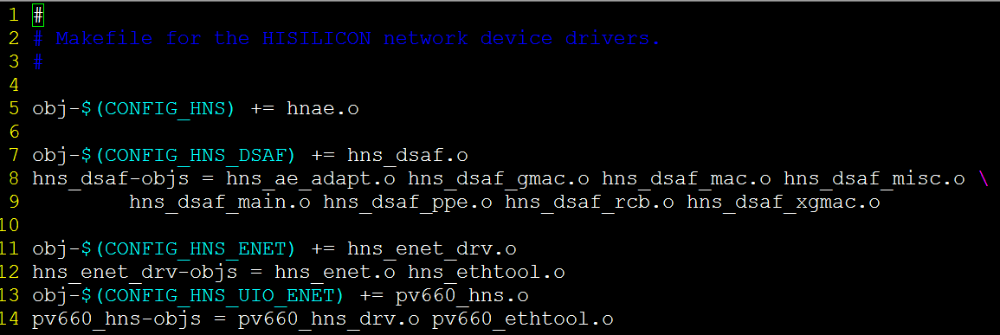 1 #
2 # Makefile for the HISILICON network device drivers.
3 #
4
5 obj-$(CONFIG_HNS) += hnae.o
6
7 obj-$(CONFIG_HNS_DSAF) += hns_dsaf.o
8 hns_dsaf-objs = hns_ae_adapt.o hns_dsaf_gmac.o hns_dsaf_mac.o hns_dsaf_misc.o \
9         hns_dsaf_main.o hns_dsaf_ppe.o hns_dsaf_rcb.o hns_dsaf_xgmac.o
10
11 obj-$(CONFIG_HNS_ENET) += hns_enet_drv.o
12 hns_enet_drv-objs = hns_enet.o hns_ethtool.o
13 obj-$(CONFIG_HNS_UIO_ENET) += pv660_hns.o
14 pv660_hns-objs = pv660_hns_drv.o pv660_ethtool.o